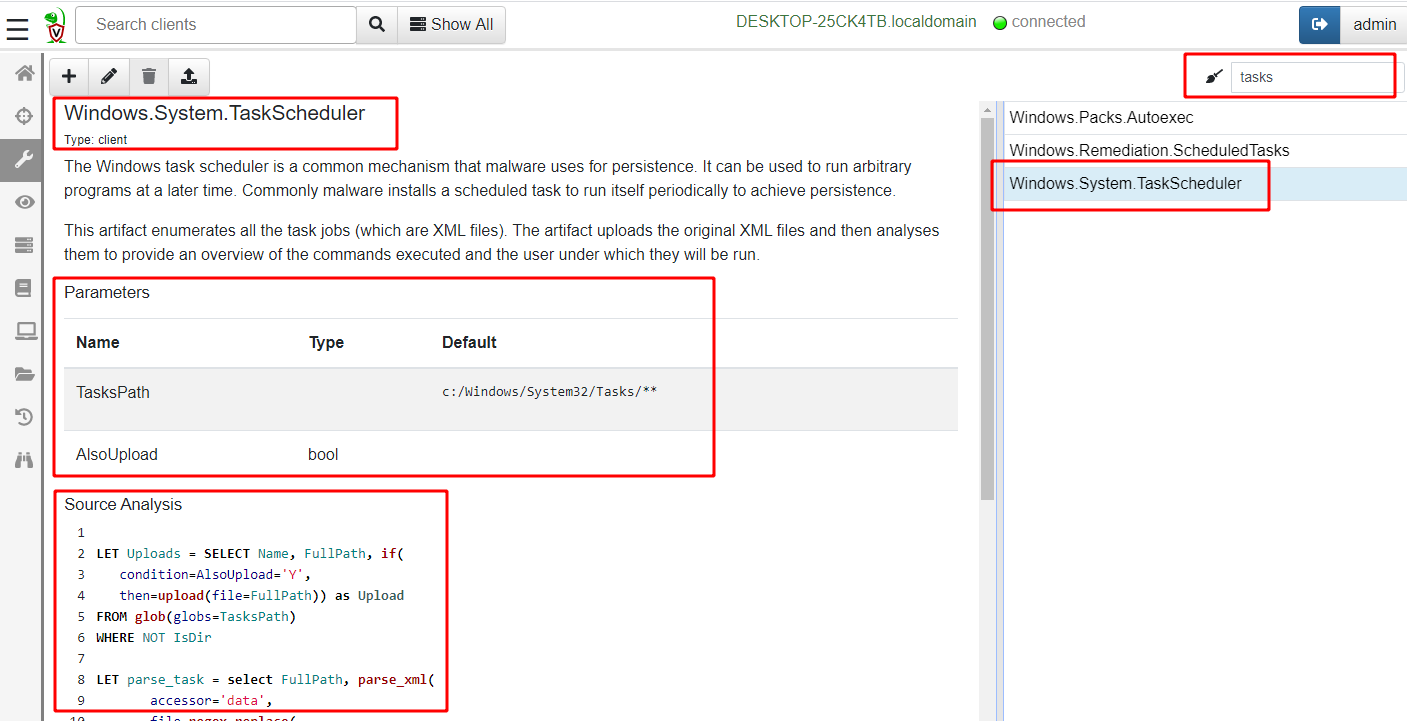 Search clients
Show All
DESKTOP-25CK4TB.localdomain
connected
admin
tasks
Windows.System.TaskScheduler
Type: client
The Windows task scheduler is a common mechanism that malware uses for persistence. It can be used to run arbitrary
programs at a later time. Commonly malware installs a scheduled task to run itself periodically to achieve persistence.
This artifact enumerates all the task jobs (which are XML files). The artifact uploads the original XML files and then analyses
them to provide an overview of the commands executed and the user under which they will be run.
Parameters
Name Type Default
TasksPath c:/Windows/System32/Tasks/**
AlsoUpload bool
Source Analysis
1
2 LET Uploads = SELECT Name, FullPath, if(
3 condition=AlsoUpload='Y',
4 then=upload(file=FullPath)) as Upload
5 FROM glob(globs=TasksPath)
6 WHERE NOT IsDir
7
8 LET parse_task = select FullPath, parse_xml(
9 accessor='data',
10 file=regex_replace(
Windows.Packs.Autoexec
Windows.Remediation.ScheduledTasks
Windows.System.TaskScheduler